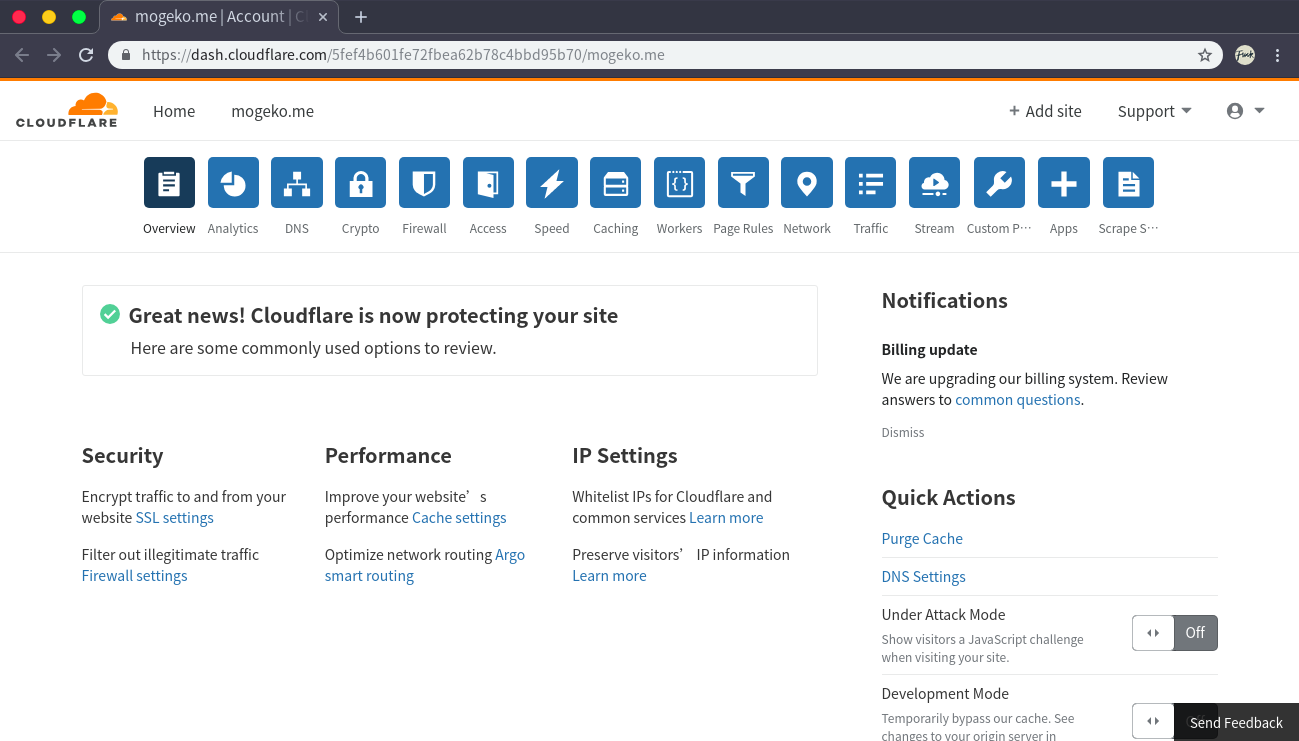 mogeko.me | Account | C
https://dash.cloudflare.com/5fef4b601fe72fbea62b78c4bbd95b70/mogeko.me
CLOUDFLARE
Home
mogeko.me
+ Add site
Support
Overview
Analytics
DNS
Crypto
Firewall
Access
Speed
Caching
Workers
Page Rules
Network
Traffic
Stream
Custom P···
Apps
Scrape S···
Great news! Cloudflare is now protecting your site
Here are some commonly used options to review.
Security
Encrypt traffic to and from your
website SSL settings
Filter out illegitimate traffic
Firewall settings
Performance
Improve your website’s
performance Cache settings
Optimize network routing Argo
smart routing
IP Settings
Whitelist IPs for Cloudflare and
common services Learn more
Preserve visitors’ IP information
Learn more
Notifications
Billing update
We are upgrading our billing system. Review
answers to common questions.
Dismiss
Quick Actions
Purge Cache
DNS Settings
Under Attack Mode
Show visitors a JavaScript challenge
when visiting your site.
Off
Development Mode
Temporarily bypass our cache. See
changes to your origin server in
Send Feedback